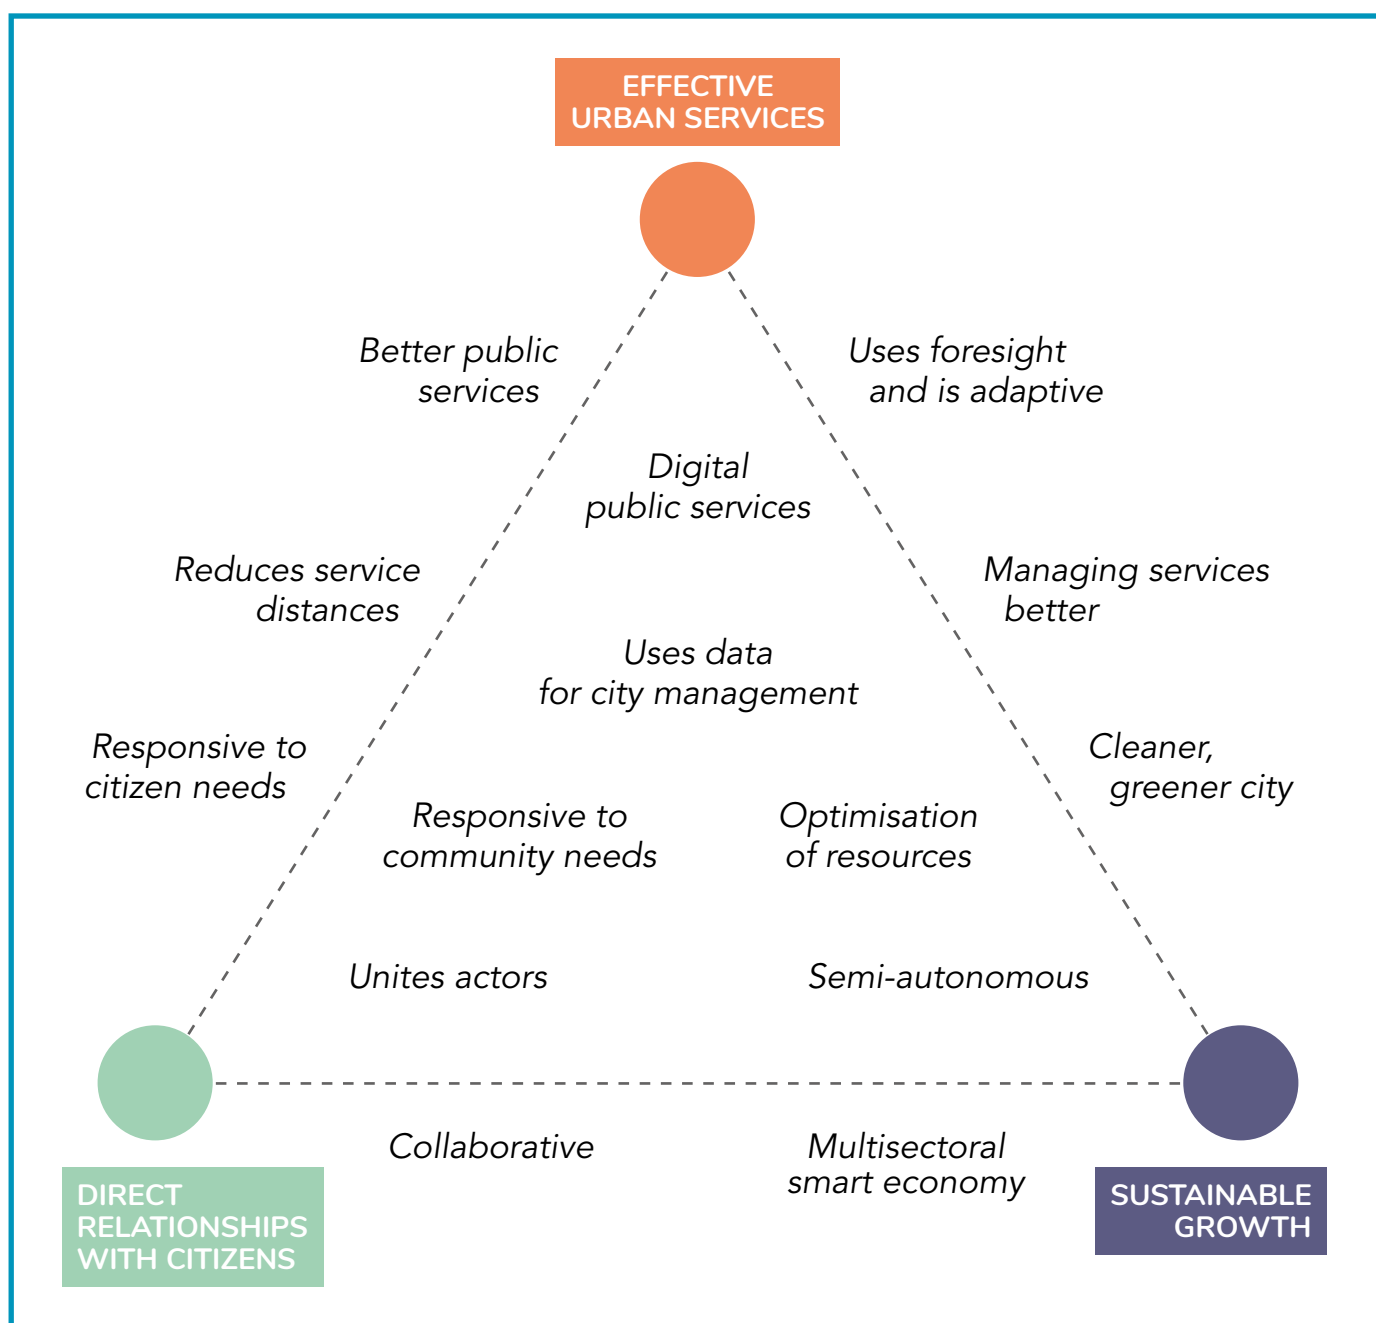 EFFECTIVE
URBAN SERVICES
Better public
services
Uses foresight
and is adaptive
Digital
public services
Reduces service
distances
Managing services
better
Uses data
for city management
Responsive to
citizen needs
Cleaner,
greener city
Responsive to
community needs
Optimisation
of resources
Unites actors
Semi-autonomous
Collaborative
Multisectoral
smart economy
DIRECT
RELATIONSHIPS
WITH CITIZENS
SUSTAINABLE
GROWTH